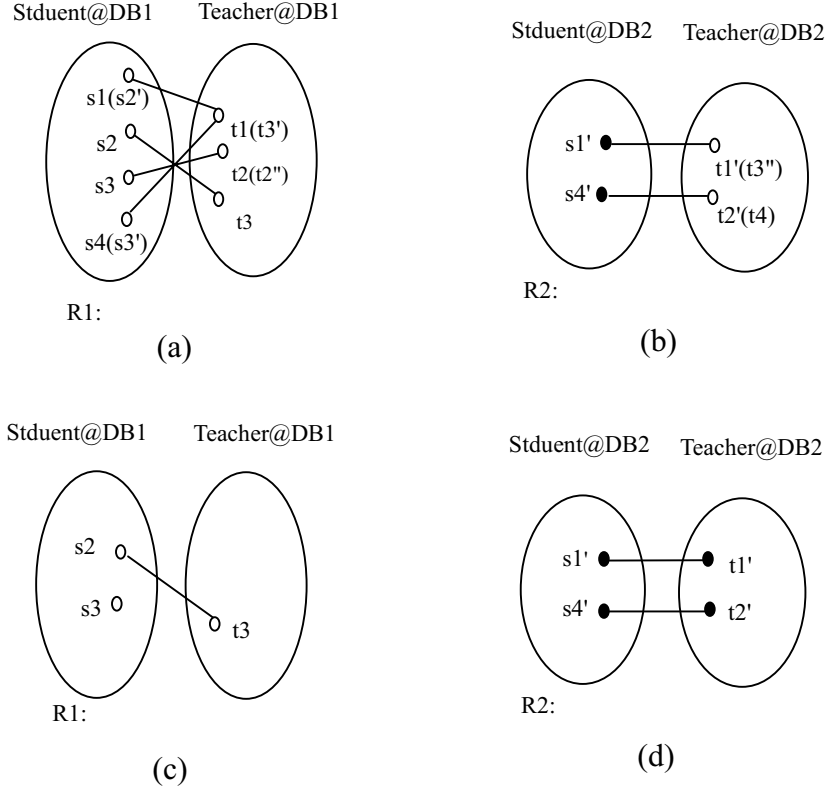 Stduent@DB1 Teacher@DB1
s1(s2')
s2
s3
s4(s3')
t1(t3')
t2(t2'')
t3
R1:
(a)
Stduent@DB2 Teacher@DB2
s1'
s4'
t1'(t3'')
t2'(t4)
R2:
(b)
Stduent@DB1 Teacher@DB1
s2
s3
t3
R1:
(c)
Stduent@DB2 Teacher@DB2
s1'
s4'
t1'
t2'
R2:
(d)